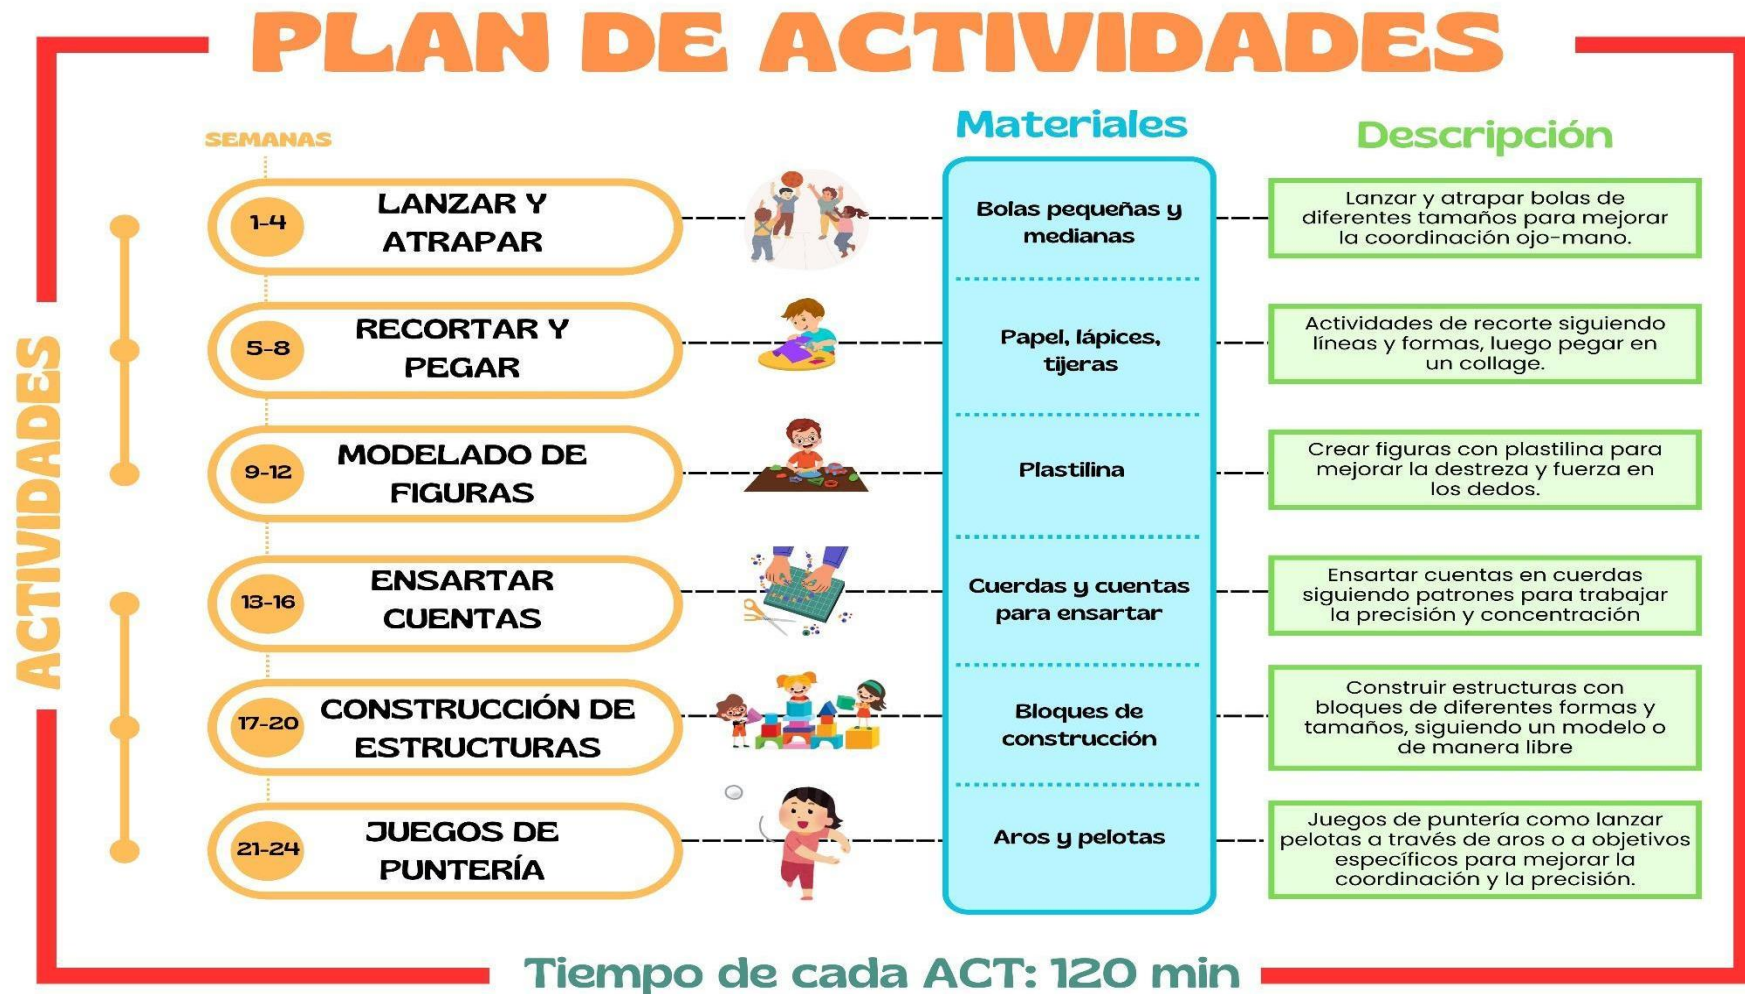 PLAN DE ACTIVIDADES
ACTIVIDADES
SEMANAS
Materiales
Descripción
1-4
LANZAR Y
ATRAPAR
Bolas pequeñas y
medianas
Lanzar y atrapar bolas de
diferentes tamaños para mejorar
la coordinación ojo-mano.
5-8
RECORTAR Y
PEGAR
Papel, lápices,
tijeras
Actividades de recorte siguiendo
líneas y formas, luego pegar en
un collage.
9-12
MODELADO DE
FIGURAS
Plastilina
Crear figuras con plastilina para
mejorar la destreza y fuerza en
los dedos.
13-16
ENSARTAR
CUENTAS
Cuerdas y cuentas
para ensartar
Ensartar cuentas en cuerdas
siguiendo patrones para trabajar
la precisión y concentración
17-20
CONSTRUCCIÓN DE
ESTRUCTURAS
Bloques de
construcción
Construir estructuras con
bloques de diferentes formas y
tamaños, siguiendo un modelo o
de manera libre
21-24
JUEGOS DE
PUNTERÍA
Aros y pelotas
Juegos de puntería como lanzar
pelotas a través de aros o a objetivos
específicos para mejorar la
coordinación y la precisión.
Tiempo de cada ACT: 120 min